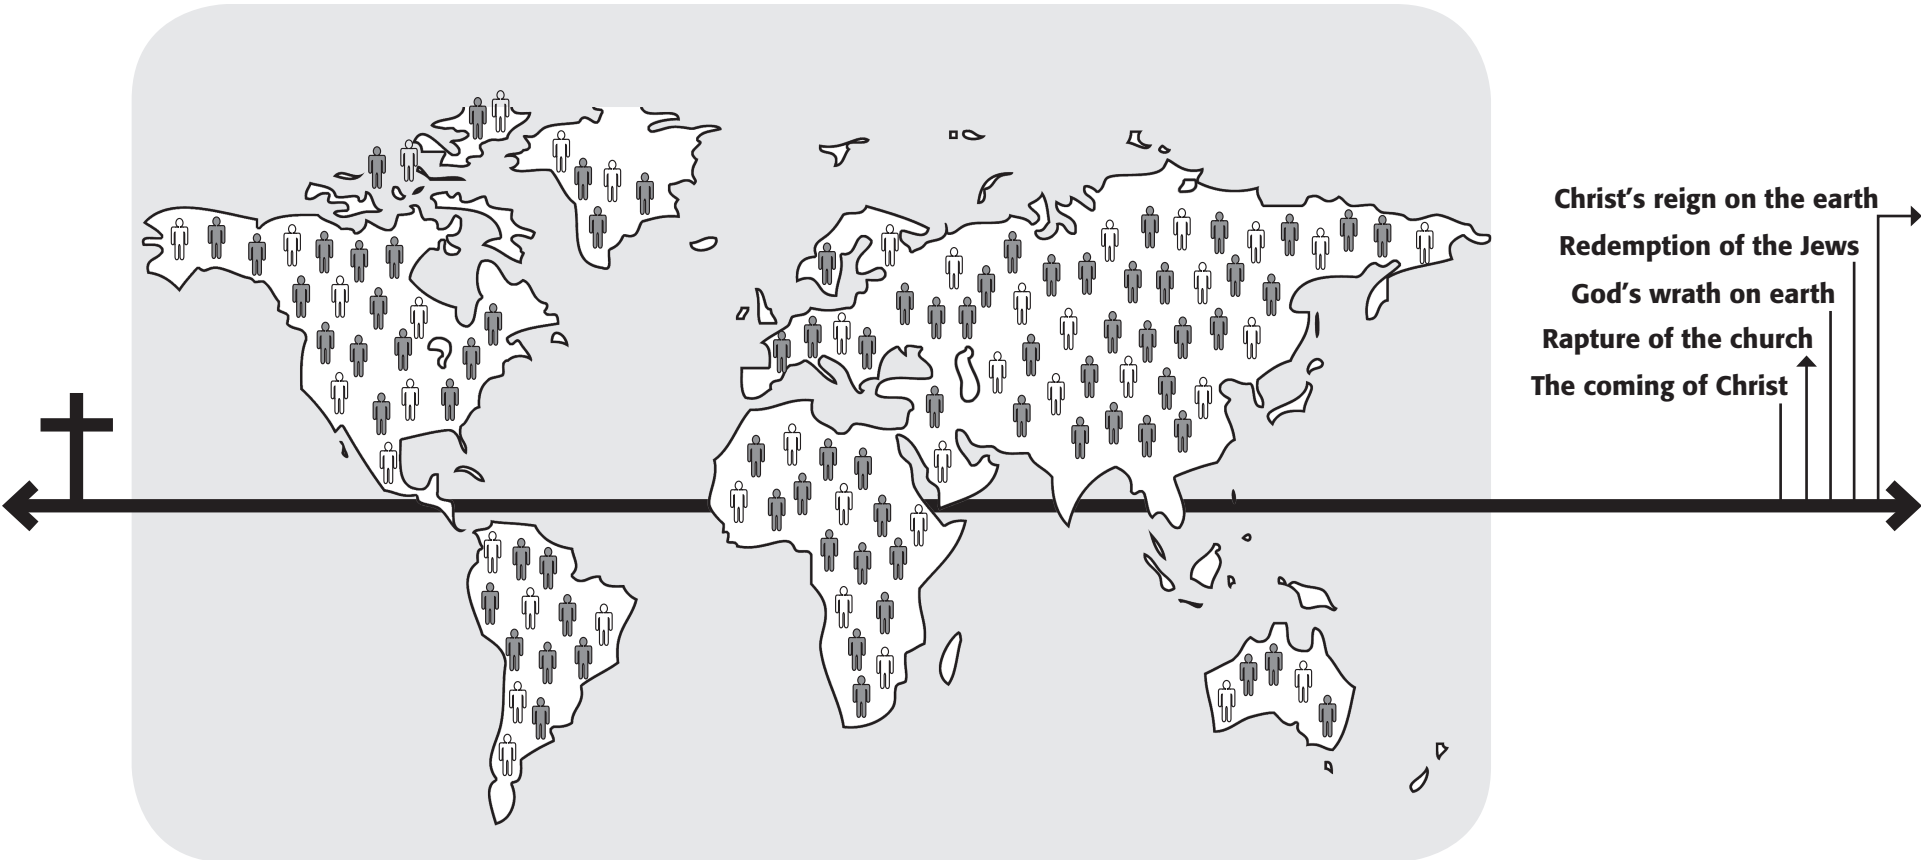 Christ’s reign on the earth
Redemption of the Jews
God’s wrath on earth
Rapture of the church
The coming of Christ